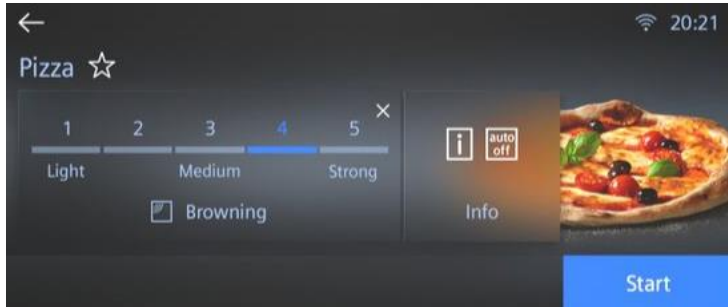 20:21
Pizza
1 2 3 4 5
Light Medium Strong
Browning
i auto off
Info
Start